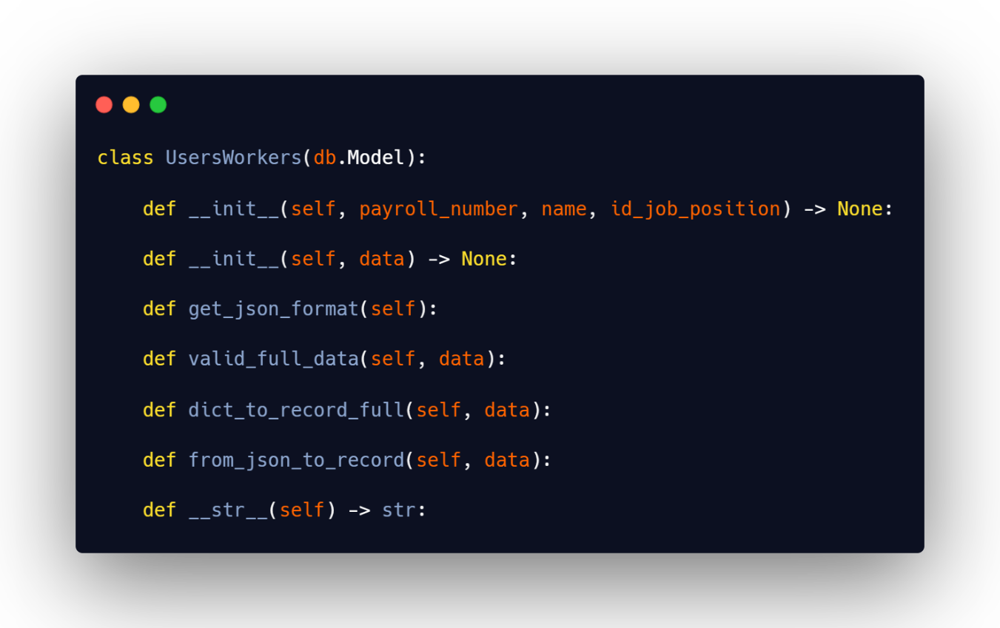 class UsersWorkers(db.Model):
    def __init__(self, payroll_number, name, id_job_position) -> None:
    def __init__(self, data) -> None:
    def get_json_format(self):
    def valid_full_data(self, data):
    def dict_to_record_full(self, data):
    def from_json_to_record(self, data):
    def __str__(self) -> str: